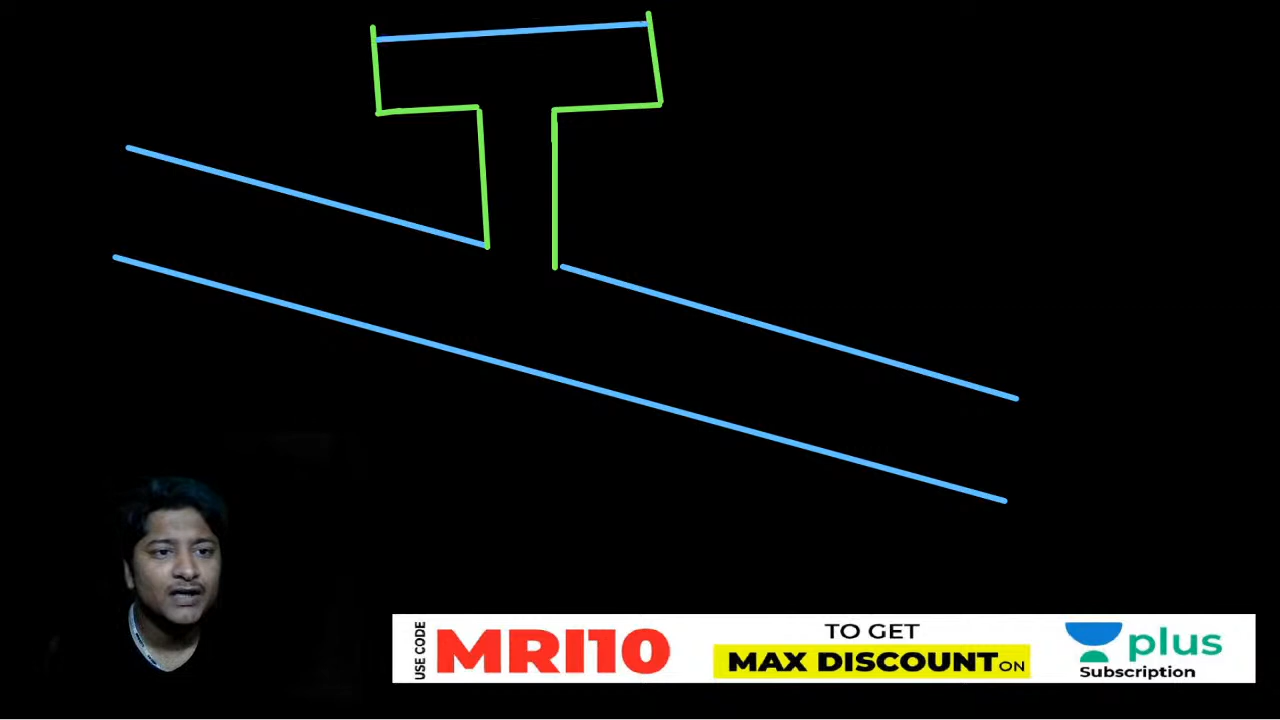 USE CODE
MRI10
TO GET
MAX DISCOUNT ON
plus
Subscription